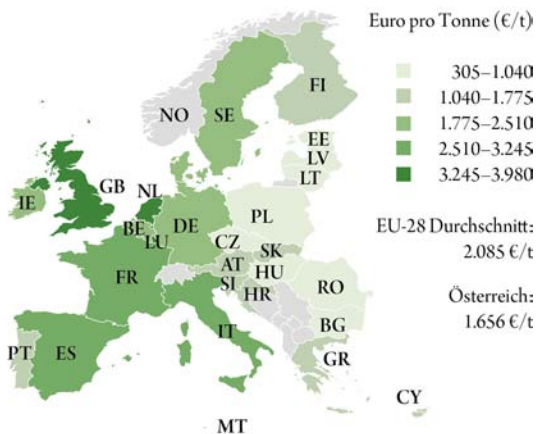 Euro pro Tonne (€/t)
305–1.040
1.040–1.775
1.775–2.510
2.510–3.245
3.245–3.980
EU-28 Durchschnitt:
2.085 €/t
Österreich:
1.656 €/t
FI
NO
SE
EE
LV
LT
GB
NL
IE
BE
DE
PL
LU
CZ
SK
AT
HU
FR
SI
HR
RO
IT
BG
PT
ES
GR
CY
MT